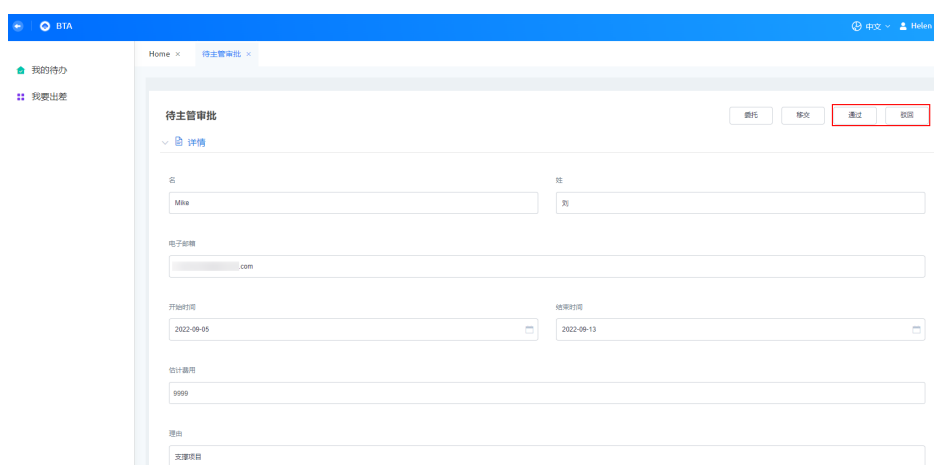 BTA 中文 Helen
Home × 待主管审批 ×
我的待办
我要出差
待主管审批 委托 移交 通过 驳回
详情
名 姓
Mike 刘
电子邮箱
.com
开始时间 结束时间
2022-09-05 2022-09-13
估计费用
9999
理由
支撑项目